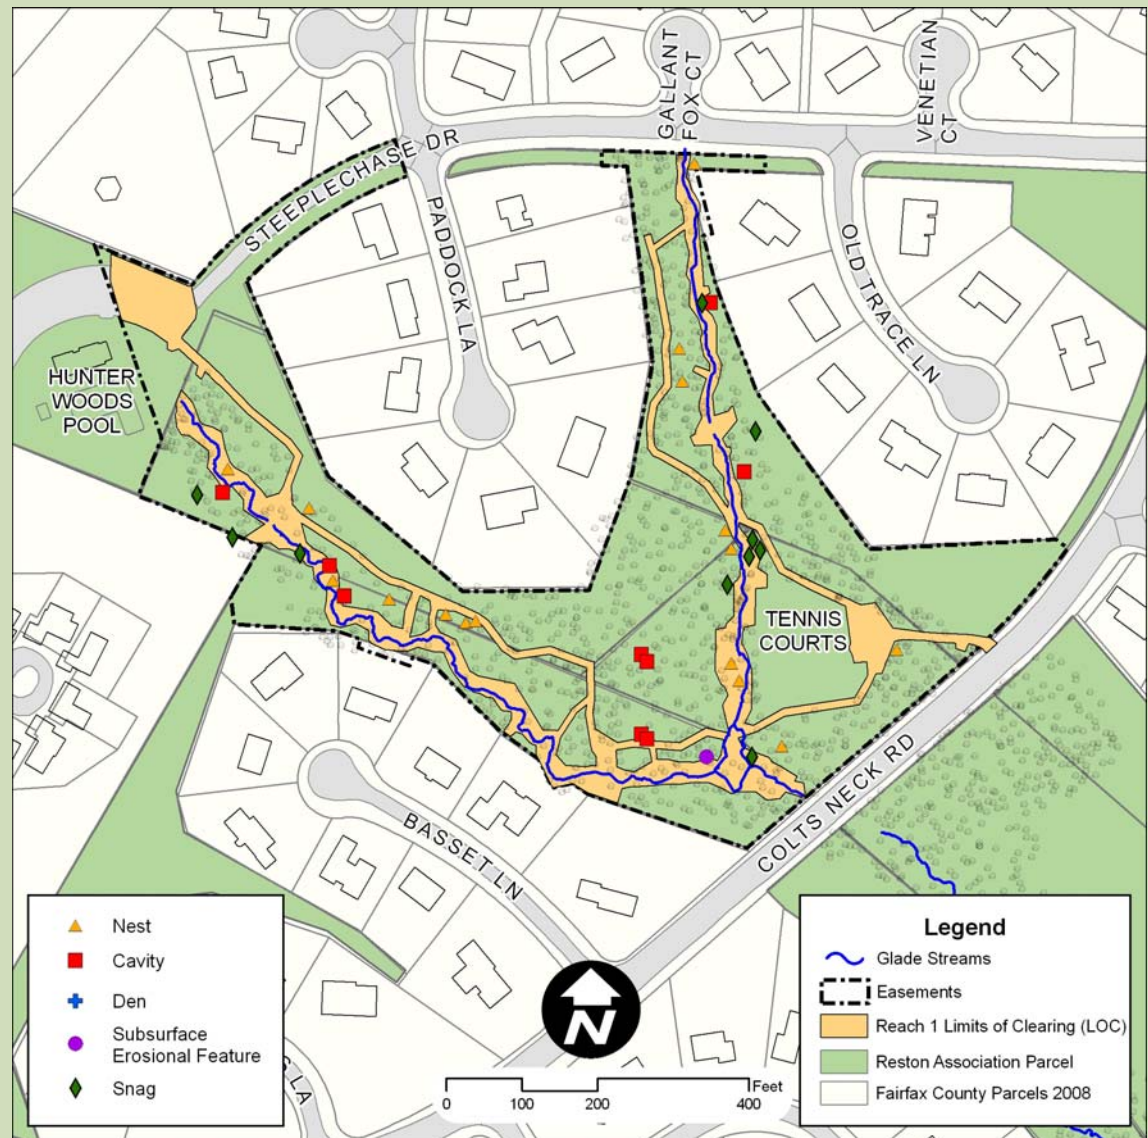 GALLANT
FOX CT
VENETIAN
CT
STEEPLECHASE DR
PADDOCK LA
OLD TRACE LN
HUNTER
WOODS
POOL
TENNIS
COURTS
BASSET LN
COLTS NECK RD
Nest
Cavity
Den
Subsurface
Erosional Feature
Snag
LA
N
Feet
0 100 200 400
Legend
Glade Streams
Easements
Reach 1 Limits of Clearing (LOC)
Reston Association Parcel
Fairfax County Parcels 2008